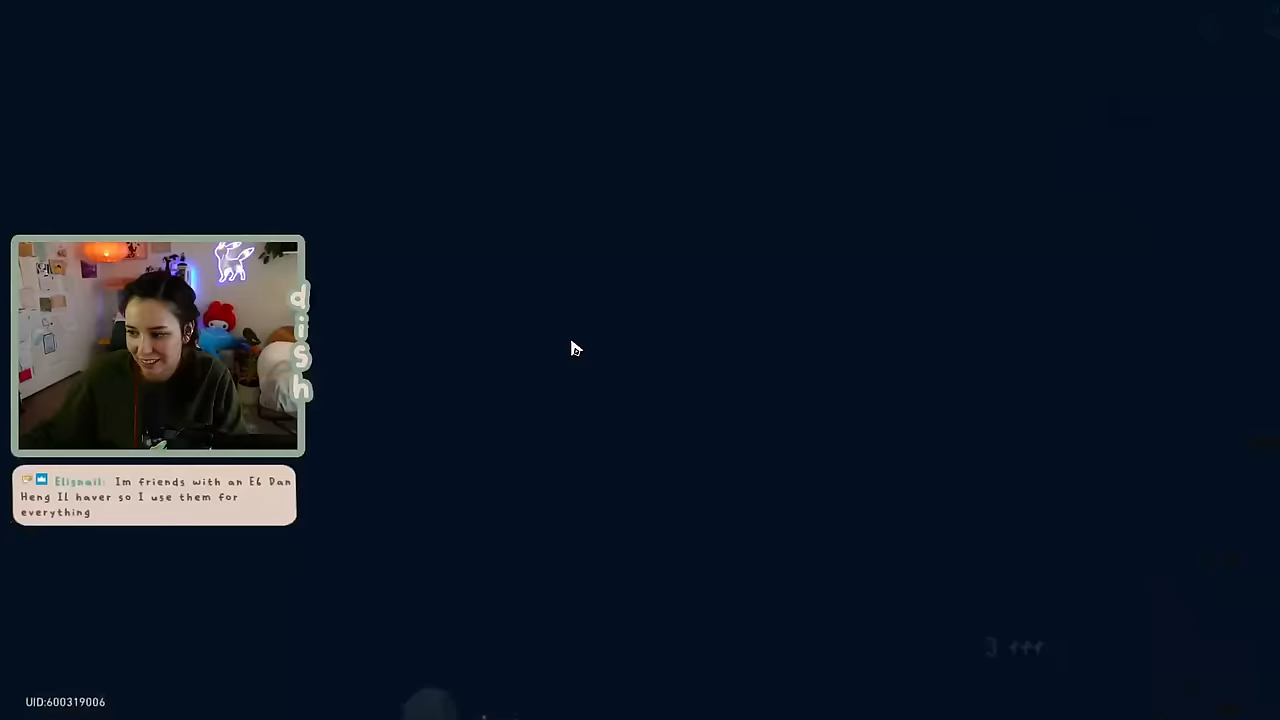 dish
Elisnail: Im friends with an E6 Dan
Heng Il haver so I use them for
everything
UID:600319006